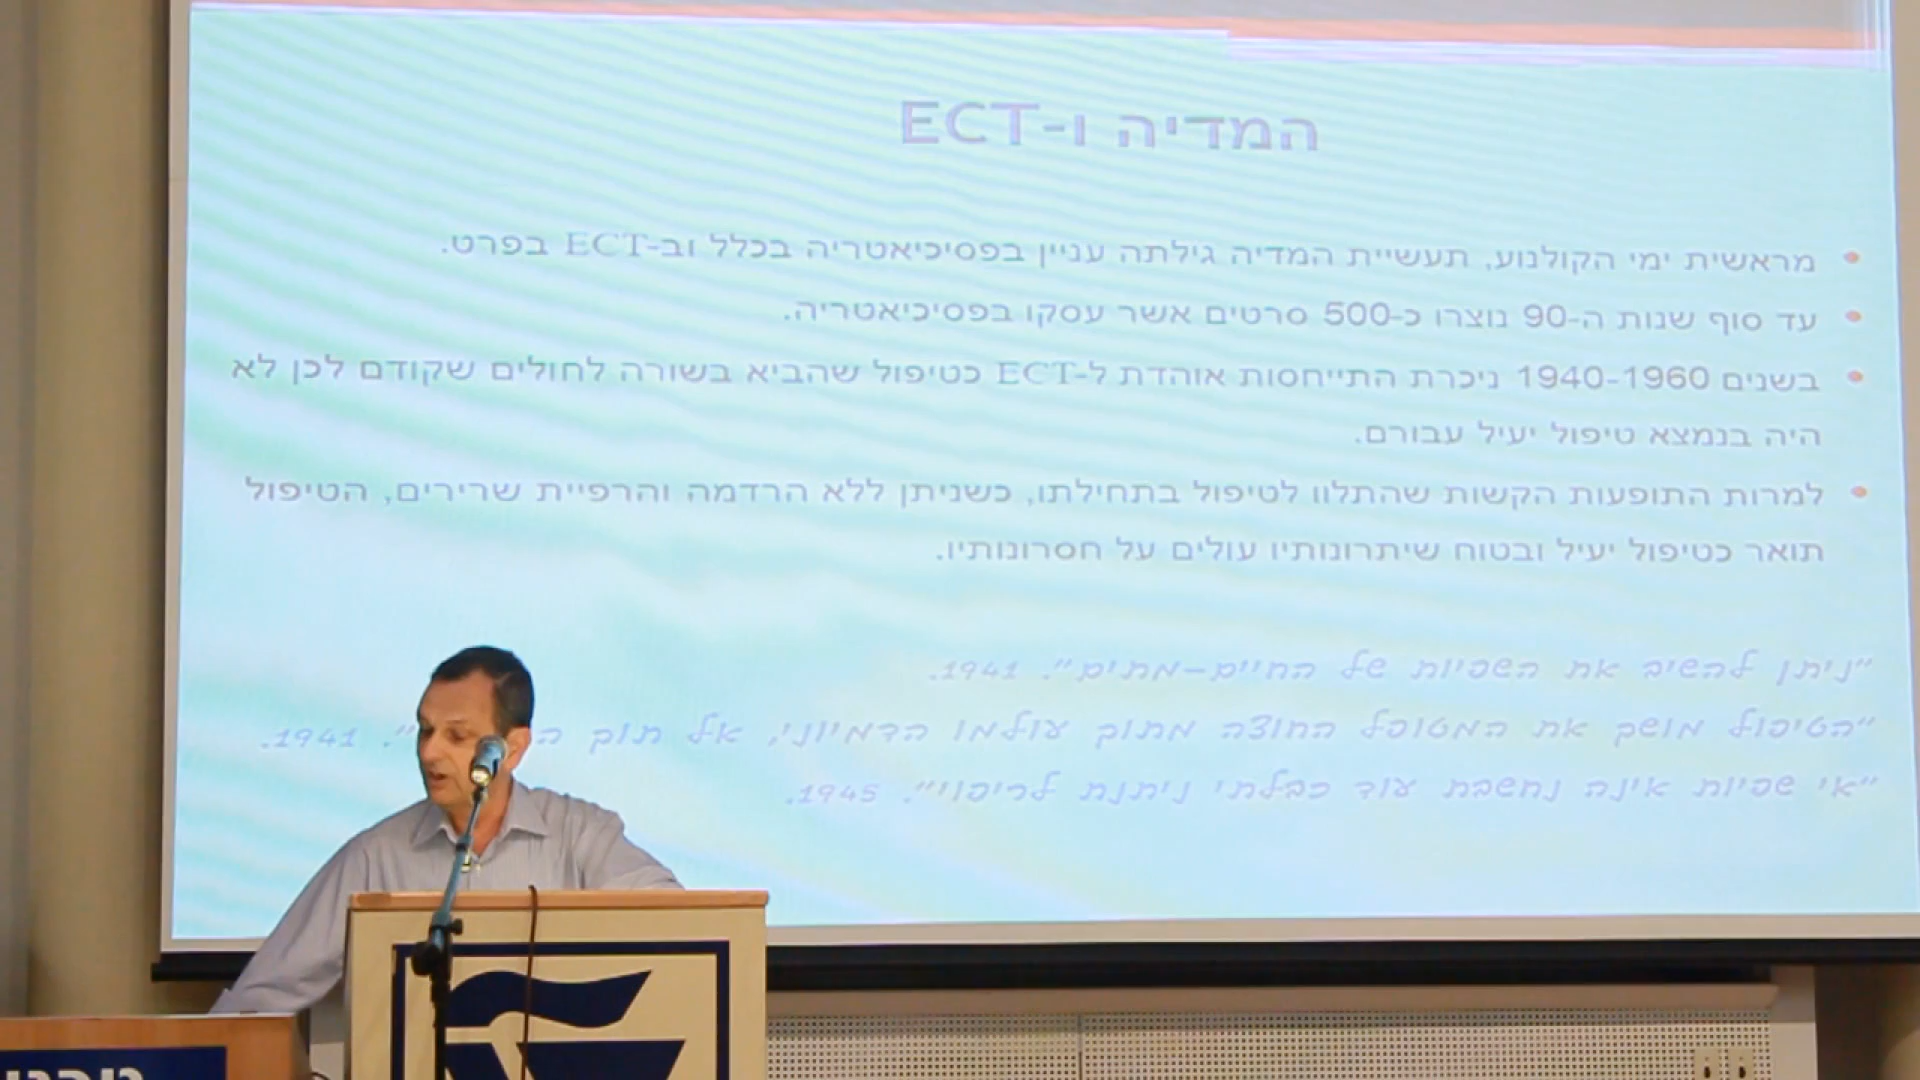 המדיה ו-ECT
מראשית ימי הקולנוע, תעשיית המדיה גילתה עניין בפסיכיאטריה בכלל וב-ECT בפרט.
עד סוף שנות ה-90 נוצרו כ-500 סרטים אשר עסקו בפסיכיאטריה.
בשנים 1940-1960 ניכרת התייחסות אוהדת ל-ECT כטיפול שהביא בשורה לחולים שקודם לכן לא
היה בנמצא טיפול יעיל עבורם.
למרות התופעות הקשות שהתלוו לטיפול בתחילתו, כשניתן ללא הרדמה והרפיית שרירים, הטיפול
תואר כטיפול יעיל ובטוח שיתרונותיו עולים על חסרונותיו.
"ניתן להשיב את השפיות של החיים-מתים". 1941.
"הטיפול מושך את המטופל החוצה מתוך עולמו הדמיוני, אל תוך ". 1941.
"אי שפיות אינה נחשבת עוד כבלתי ניתנת לריפוי". 1945.